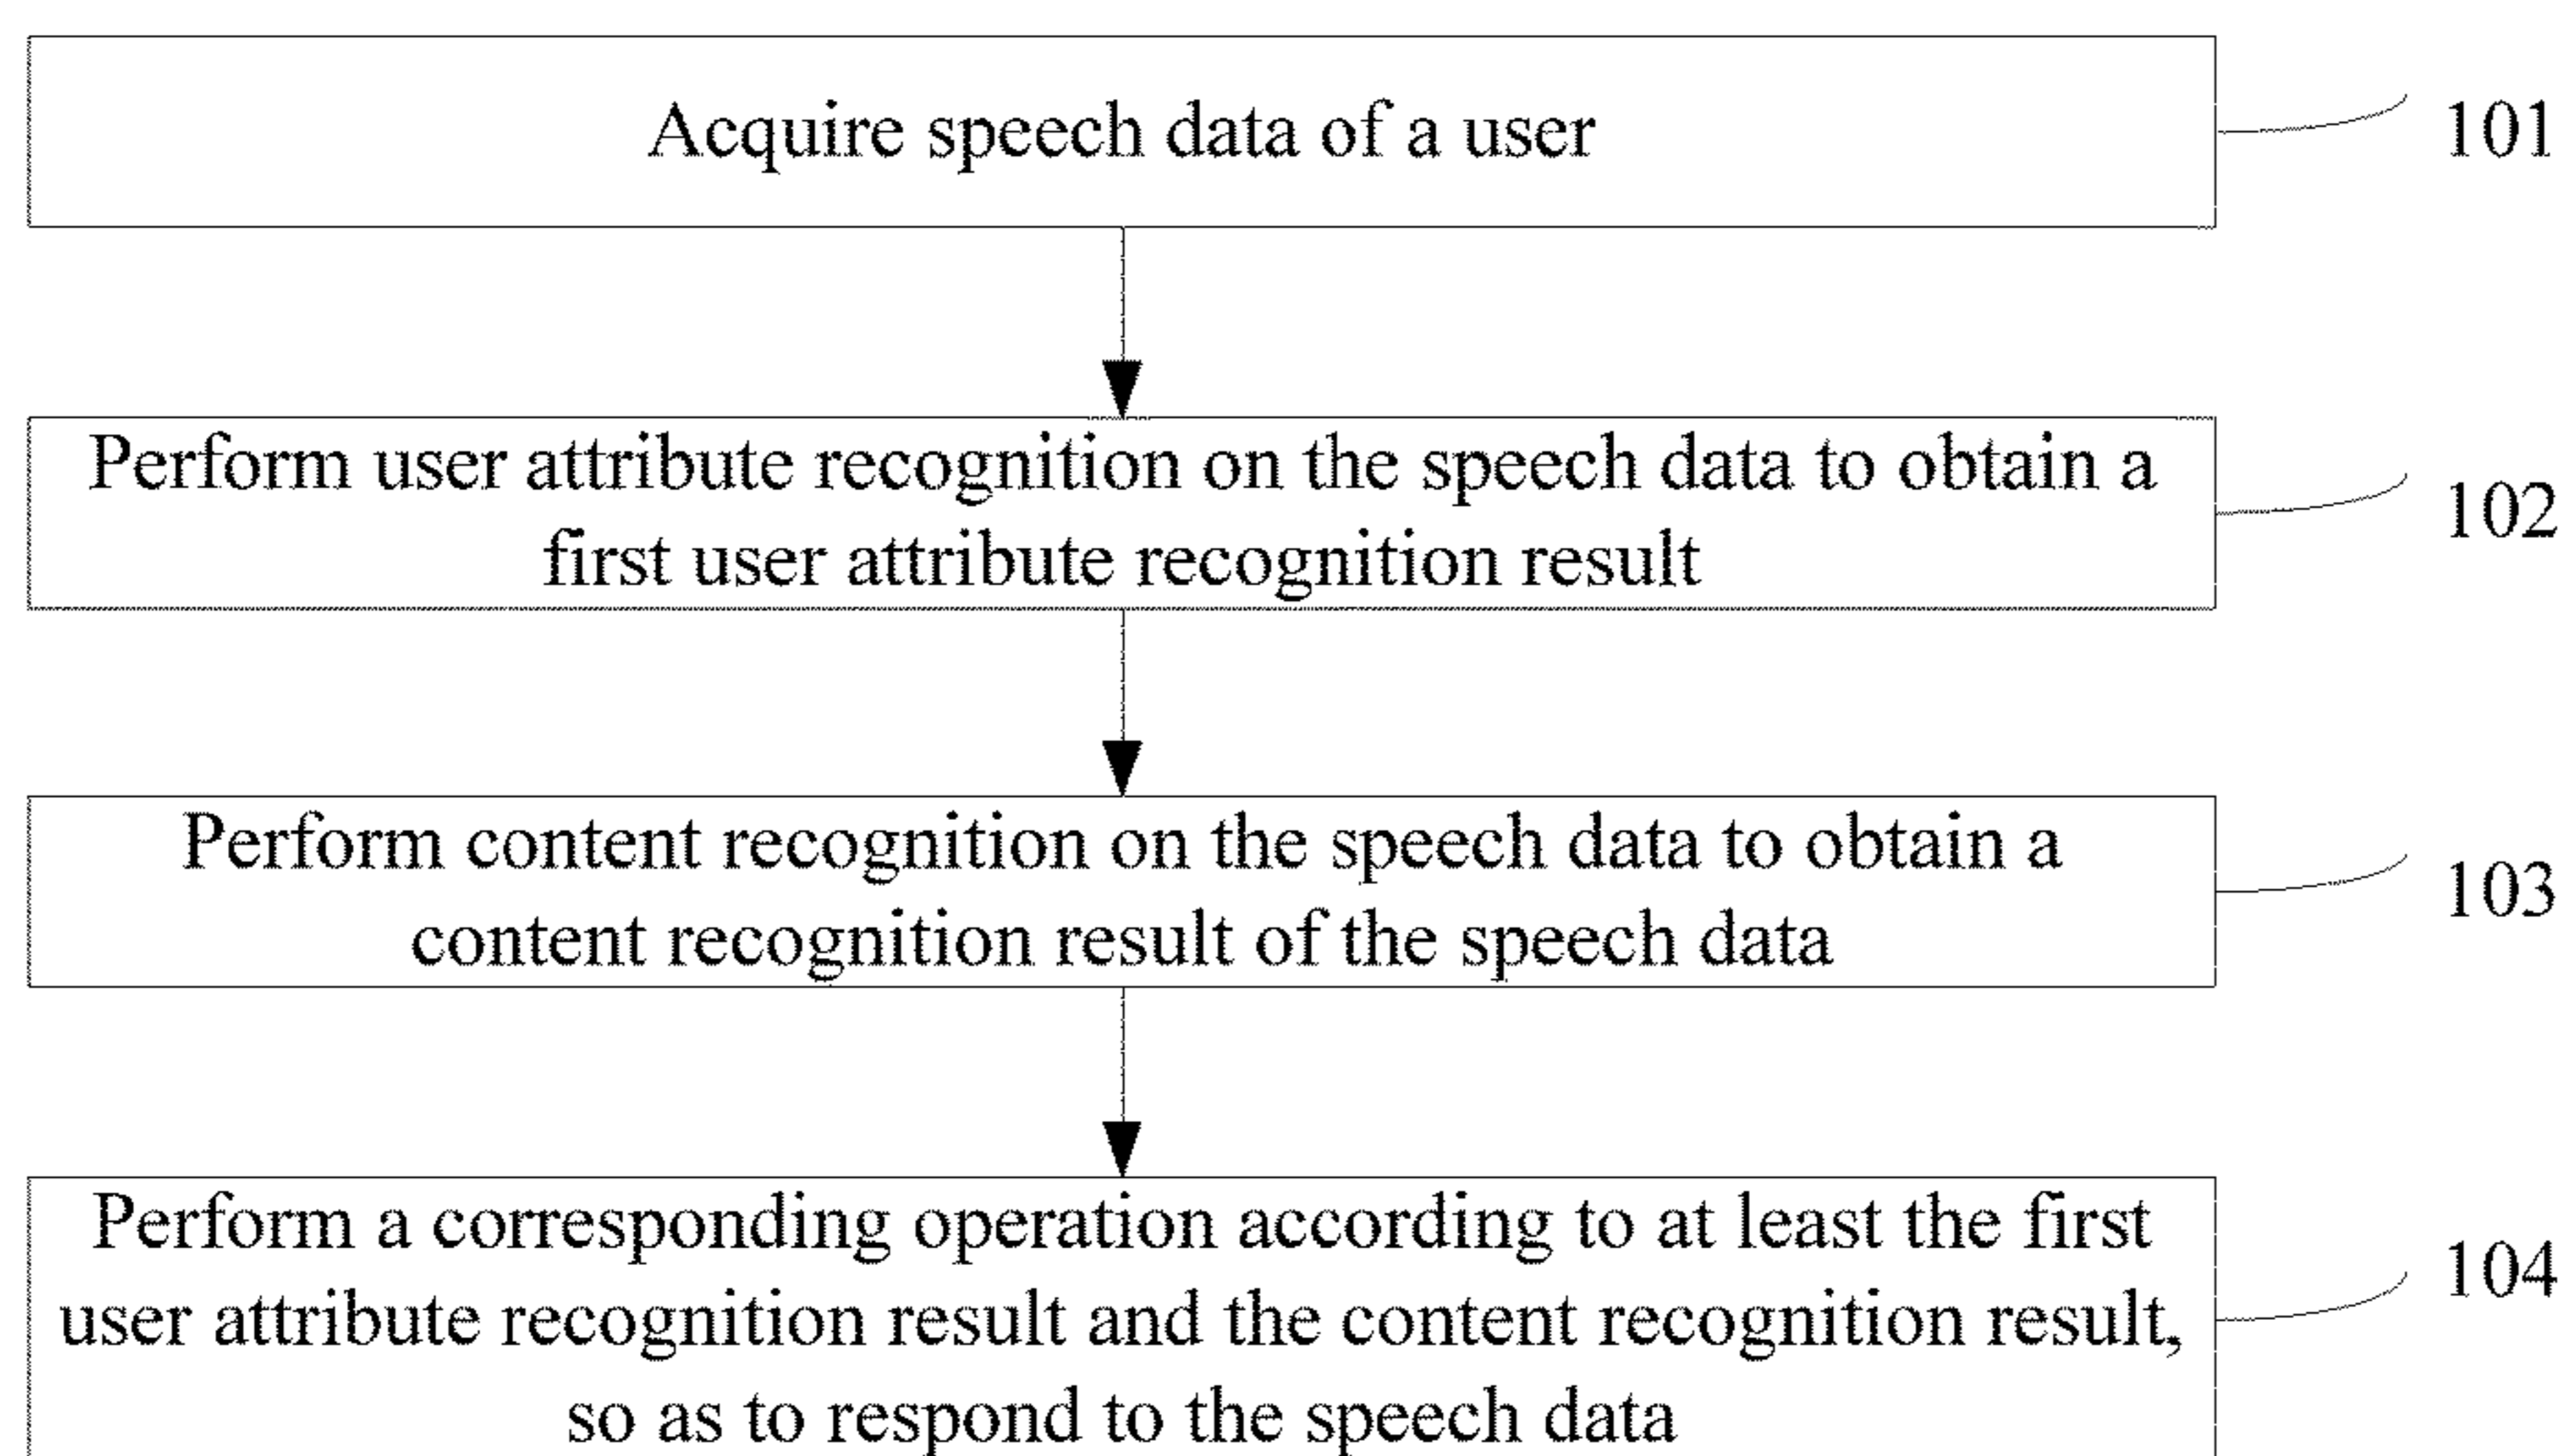 Acquire speech data of a user
101
Perform user attribute recognition on the speech data to obtain a
first user attribute recognition result
102
Perform content recognition on the speech data to obtain a
content recognition result of the speech data
103
Perform a corresponding operation according to at least the first
user attribute recognition result and the content recognition result,
so as to respond to the speech data
104